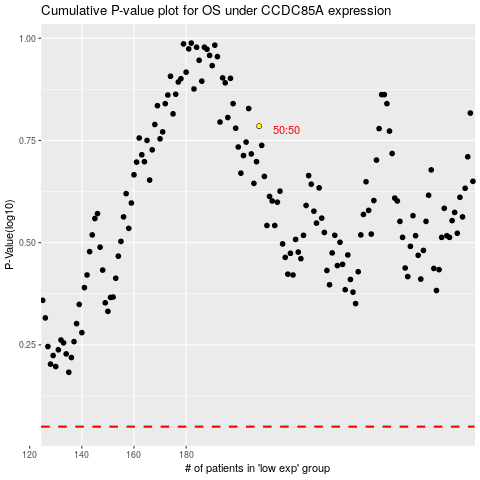 Cumulative P-value plot for OS under CCDC85A expression
P-Value(log10)
1.00
0.75
0.50
0.25
50:50
120 140 160 180
# of patients in 'low exp' group